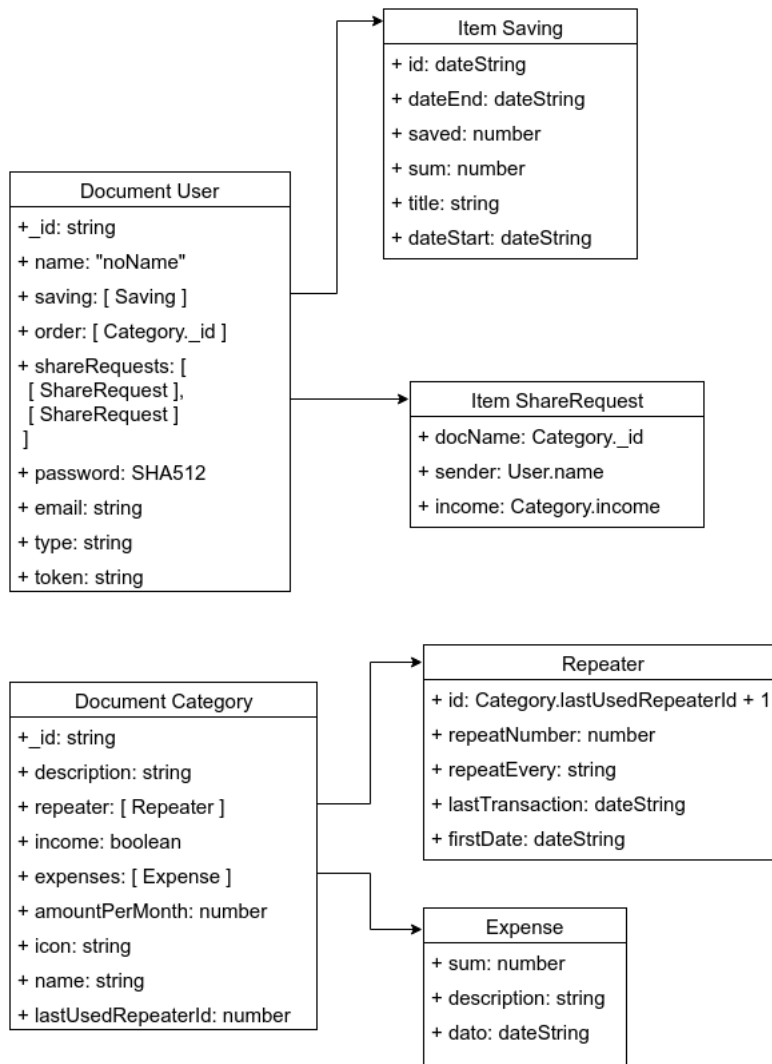 Item Saving
+ id: dateString
+ dateEnd: dateString
+ saved: number
+ sum: number
+ title: string
+ dateStart: dateString
Document User
+_id: string
+ name: "noName"
+ saving: [ Saving ]
+ order: [ Category._id ]
+ shareRequests: [
[ ShareRequest ],
[ ShareRequest ]
]
+ password: SHA512
+ email: string
+ type: string
+ token: string
Item ShareRequest
+ docName: Category._id
+ sender: User.name
+ income: Category.income
Document Category
+_id: string
+ description: string
+ repeater: [ Repeater ]
+ income: boolean
+ expenses: [ Expense ]
+ amountPerMonth: number
+ icon: string
+ name: string
+ lastUsedRepeaterId: number
Repeater
+ id: Category.lastUsedRepeaterId + 1
+ repeatNumber: number
+ repeatEvery: string
+ lastTransaction: dateString
+ firstDate: dateString
Expense
+ sum: number
+ description: string
+ dato: dateString